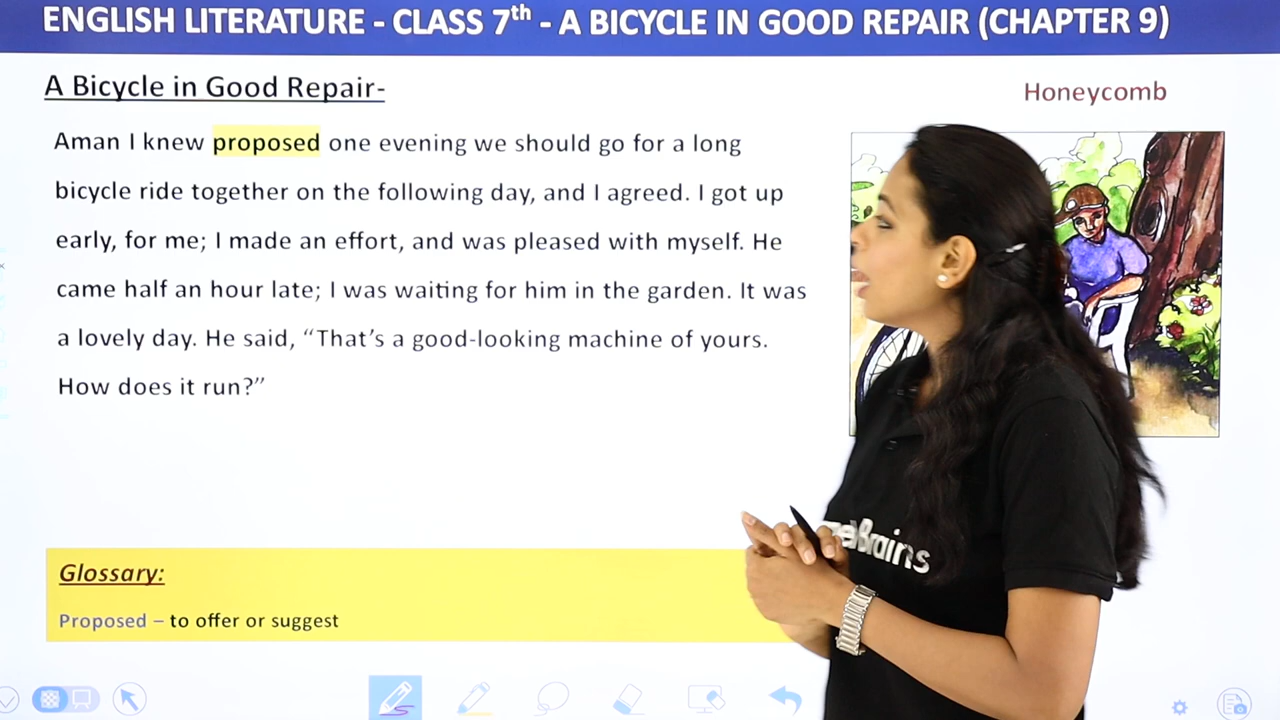 ENGLISH LITERATURE - CLASS 7th - A BICYCLE IN GOOD REPAIR (CHAPTER 9)
A Bicycle in Good Repair-
Honeycomb
Aman I knew proposed one evening we should go for a long
bicycle ride together on the following day, and I agreed. I got up
early, for me; I made an effort, and was pleased with myself. He
came half an hour late; I was waiting for him in the garden. It was
a lovely day. He said, “That’s a good-looking machine of yours.
How does it run?”
Glossary:
Proposed – to offer or suggest
Brains